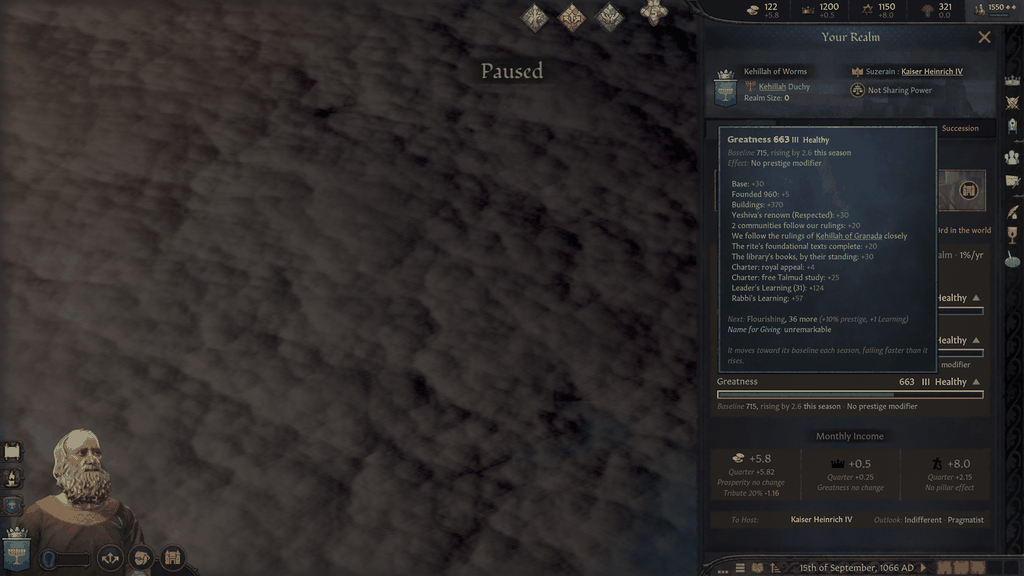 122
+5.8
1200
+0.5
1150
+8.0
321
0.0
1550
Your Realm
Paused
Kehillah of Worms
Kehillah Duchy
Realm Size: 0
Suzerain : Kaiser Heinrich IV
Not Sharing Power
Succession
Greatness 663 III Healthy
Baseline 715, rising by 2.6 this season
Effect: No prestige modifier
Base: +30
Founded 960: +5
Buildings: +370
Yeshiva's renown (Respected): +30
2 communities follow our rulings: +20
We follow the rulings of Kehillah of Granada closely
The rite's foundational texts complete: +20
The library's books, by their standing: +30
Charter: royal appeal: +4
Charter: free Talmud study: +25
Leader's Learning (31): +124
Rabbi's Learning: +57
Next: Flourishing, 36 more (+10% prestige, +1 Learning)
Name for Giving: unremarkable
It moves toward its baseline each season, falling faster than it
rises.
3rd in the world
alm · 1%/yr
Healthy
Healthy
modifier
Greatness 663 III Healthy
Baseline 715, rising by 2.6 this season · No prestige modifier
Monthly Income
+5.8
Quarter +5.82
Prosperity no change
Tribute 20% -1.16
+0.5
Quarter +0.25
Greatness no change
+8.0
Quarter +2.15
No pillar effect
To Host: Kaiser Heinrich IV Outlook: Indifferent · Pragmatist
15th of September, 1066 AD